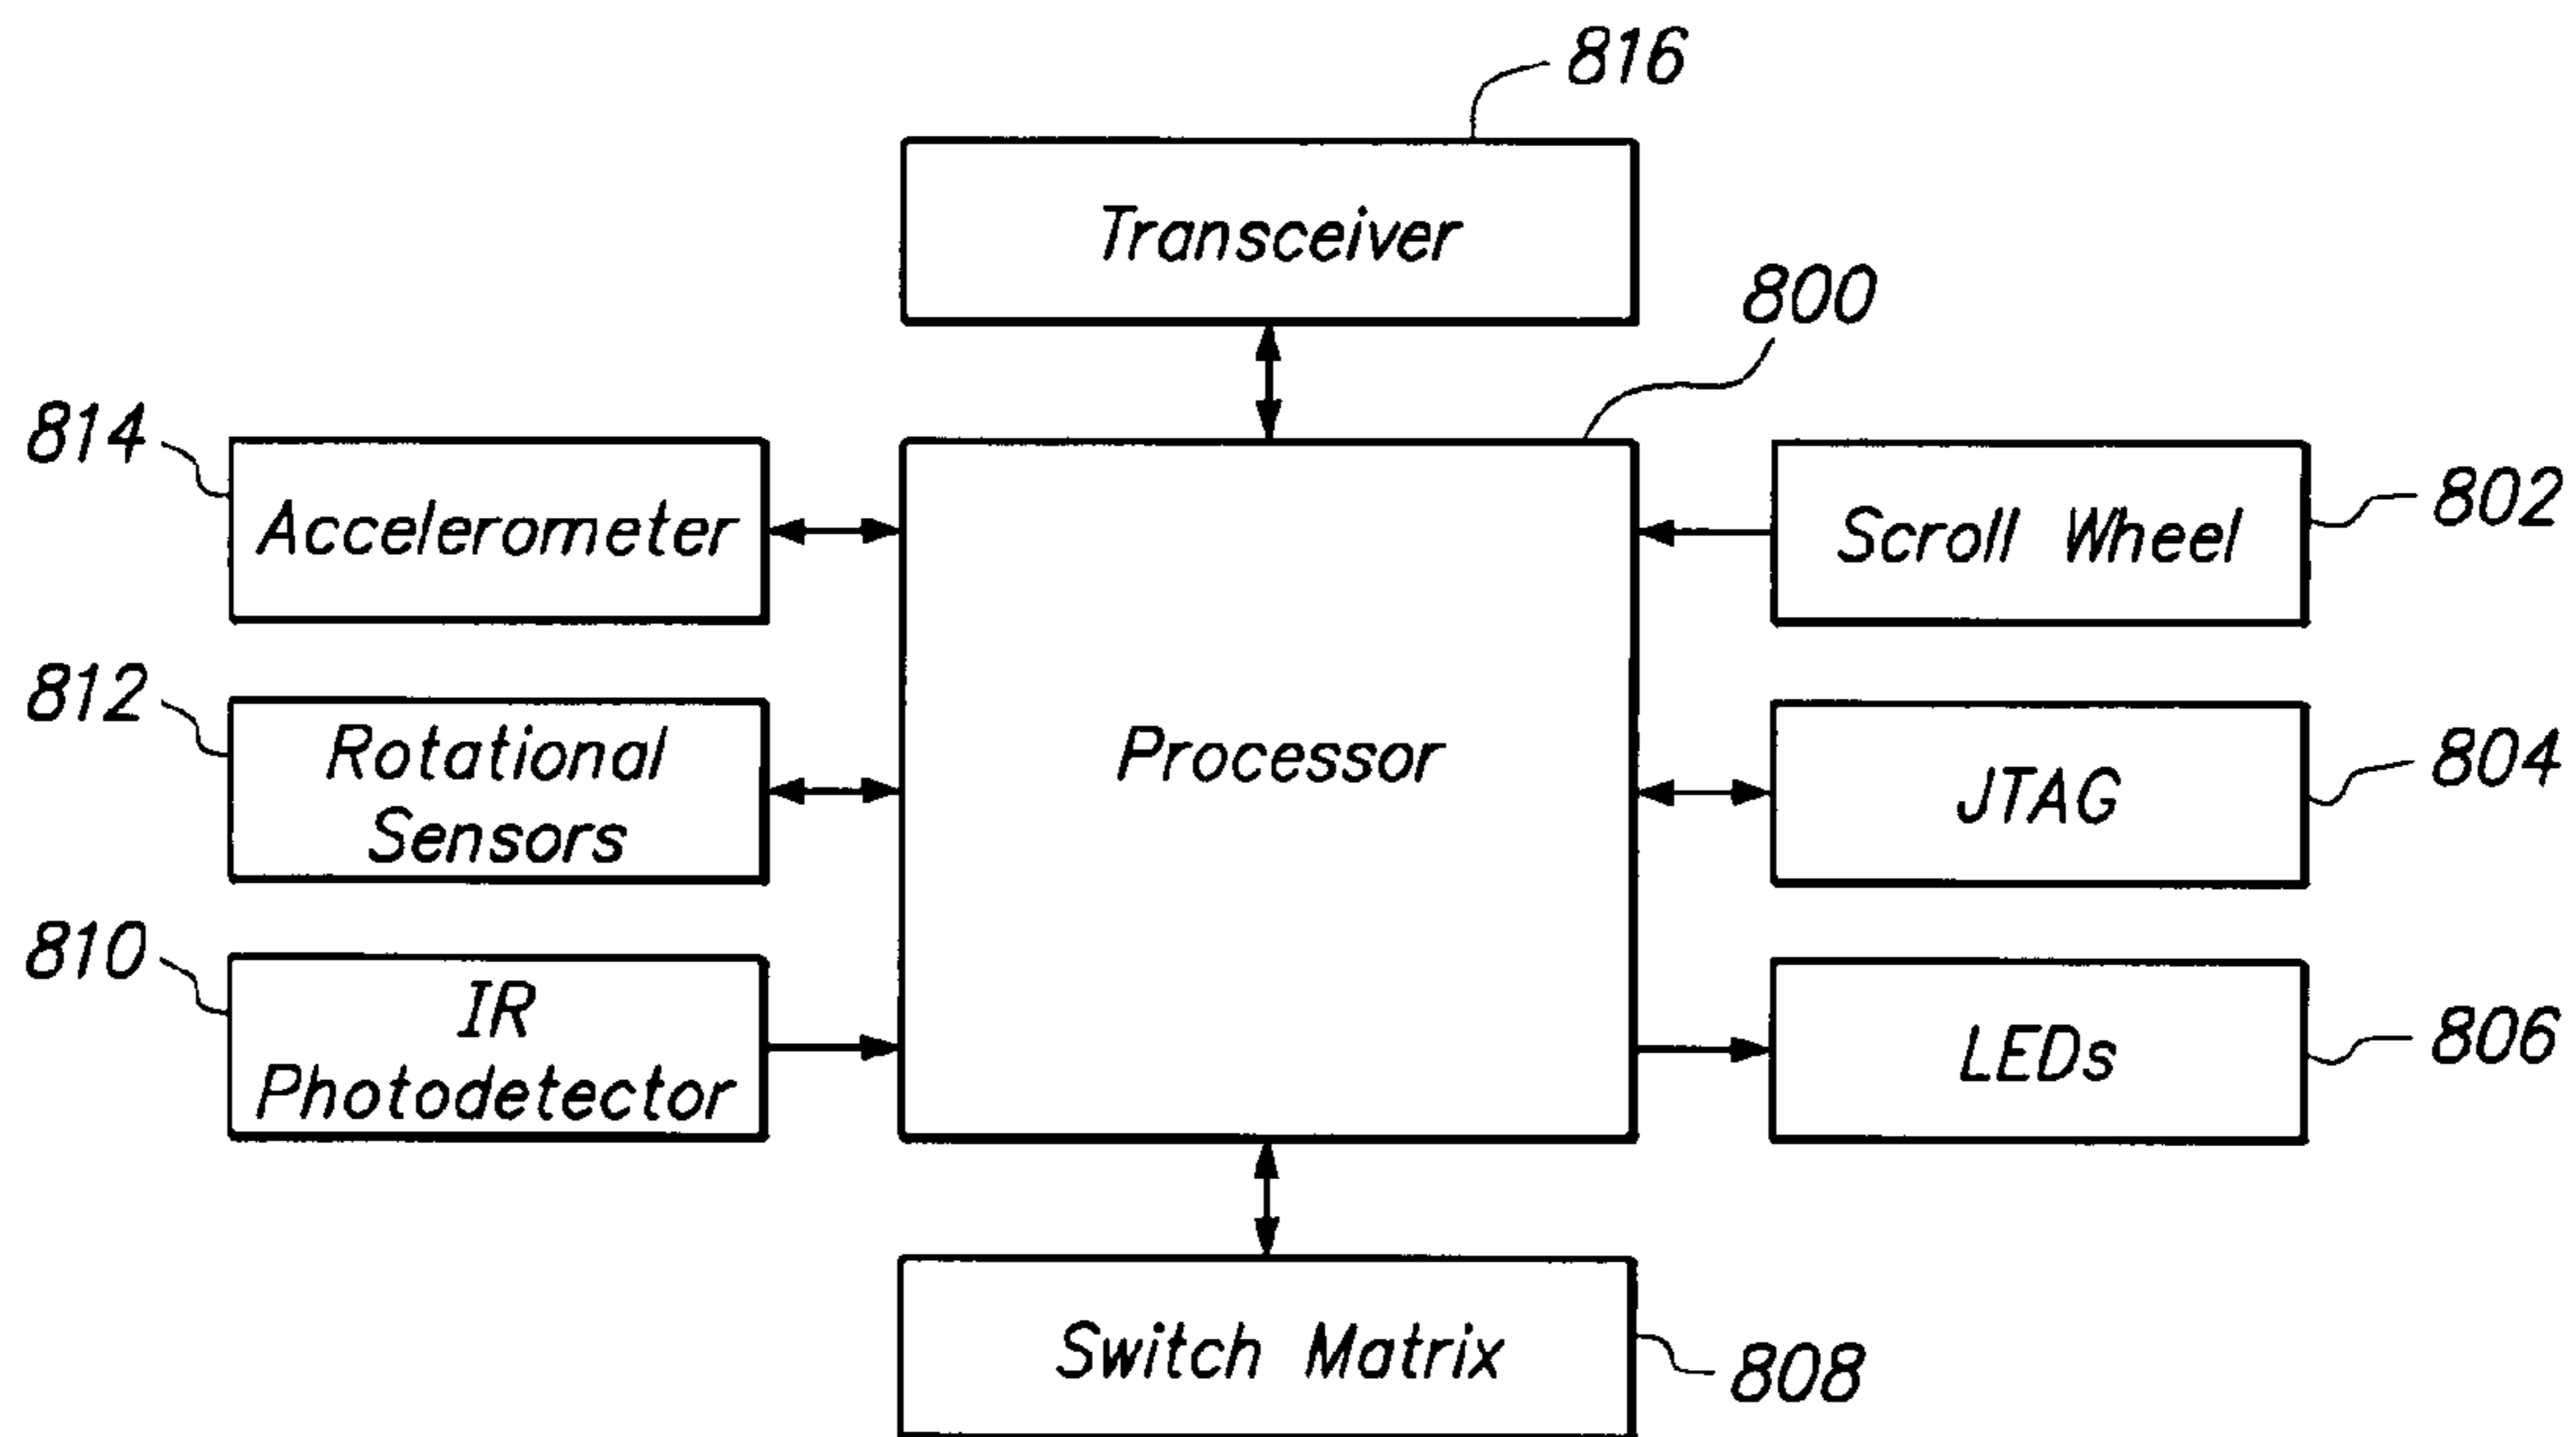 816
Transceiver
800
814
Accelerometer
Scroll Wheel
802
812
Rotational
Sensors
Processor
JTAG
804
810
IR
Photodetector
LEDs
806
Switch Matrix
808